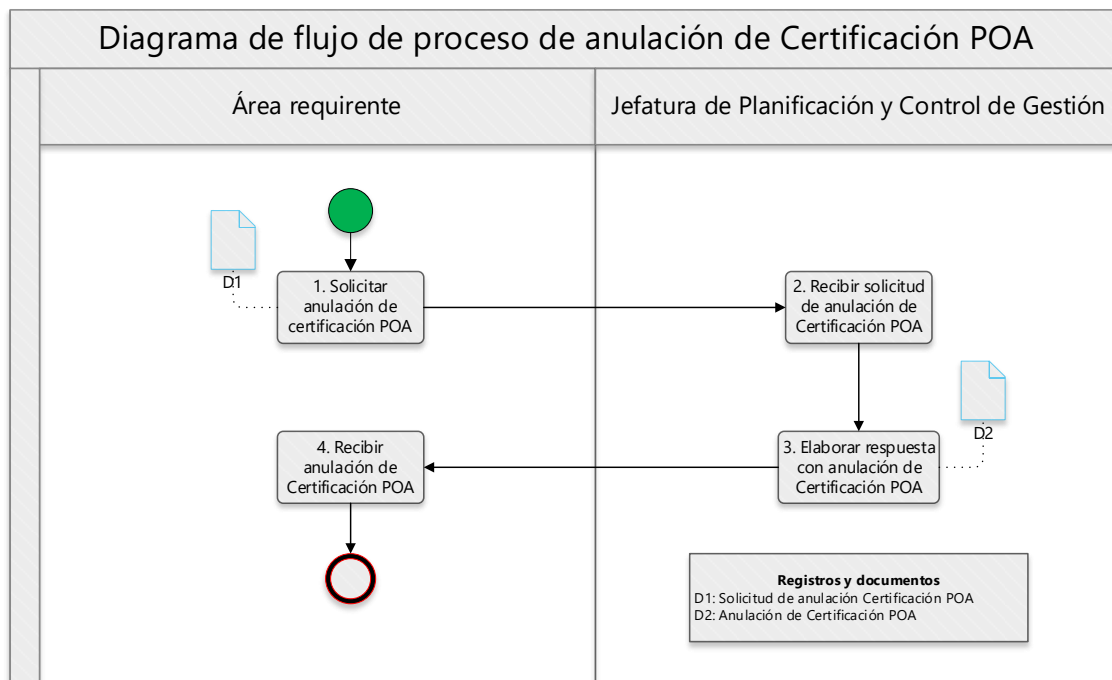 Diagrama de flujo de proceso de anulación de Certificación POA
Área requirente
Jefatura de Planificación y Control de Gestión
D1
1. Solicitar
anulación de
certificación POA
2. Recibir solicitud
de anulación de
Certificación POA
D2
3. Elaborar respuesta
con anulación de
Certificación POA
4. Recibir
anulación de
Certificación POA
Registros y documentos
D1: Solicitud de anulación Certificación POA
D2: Anulación de Certificación POA